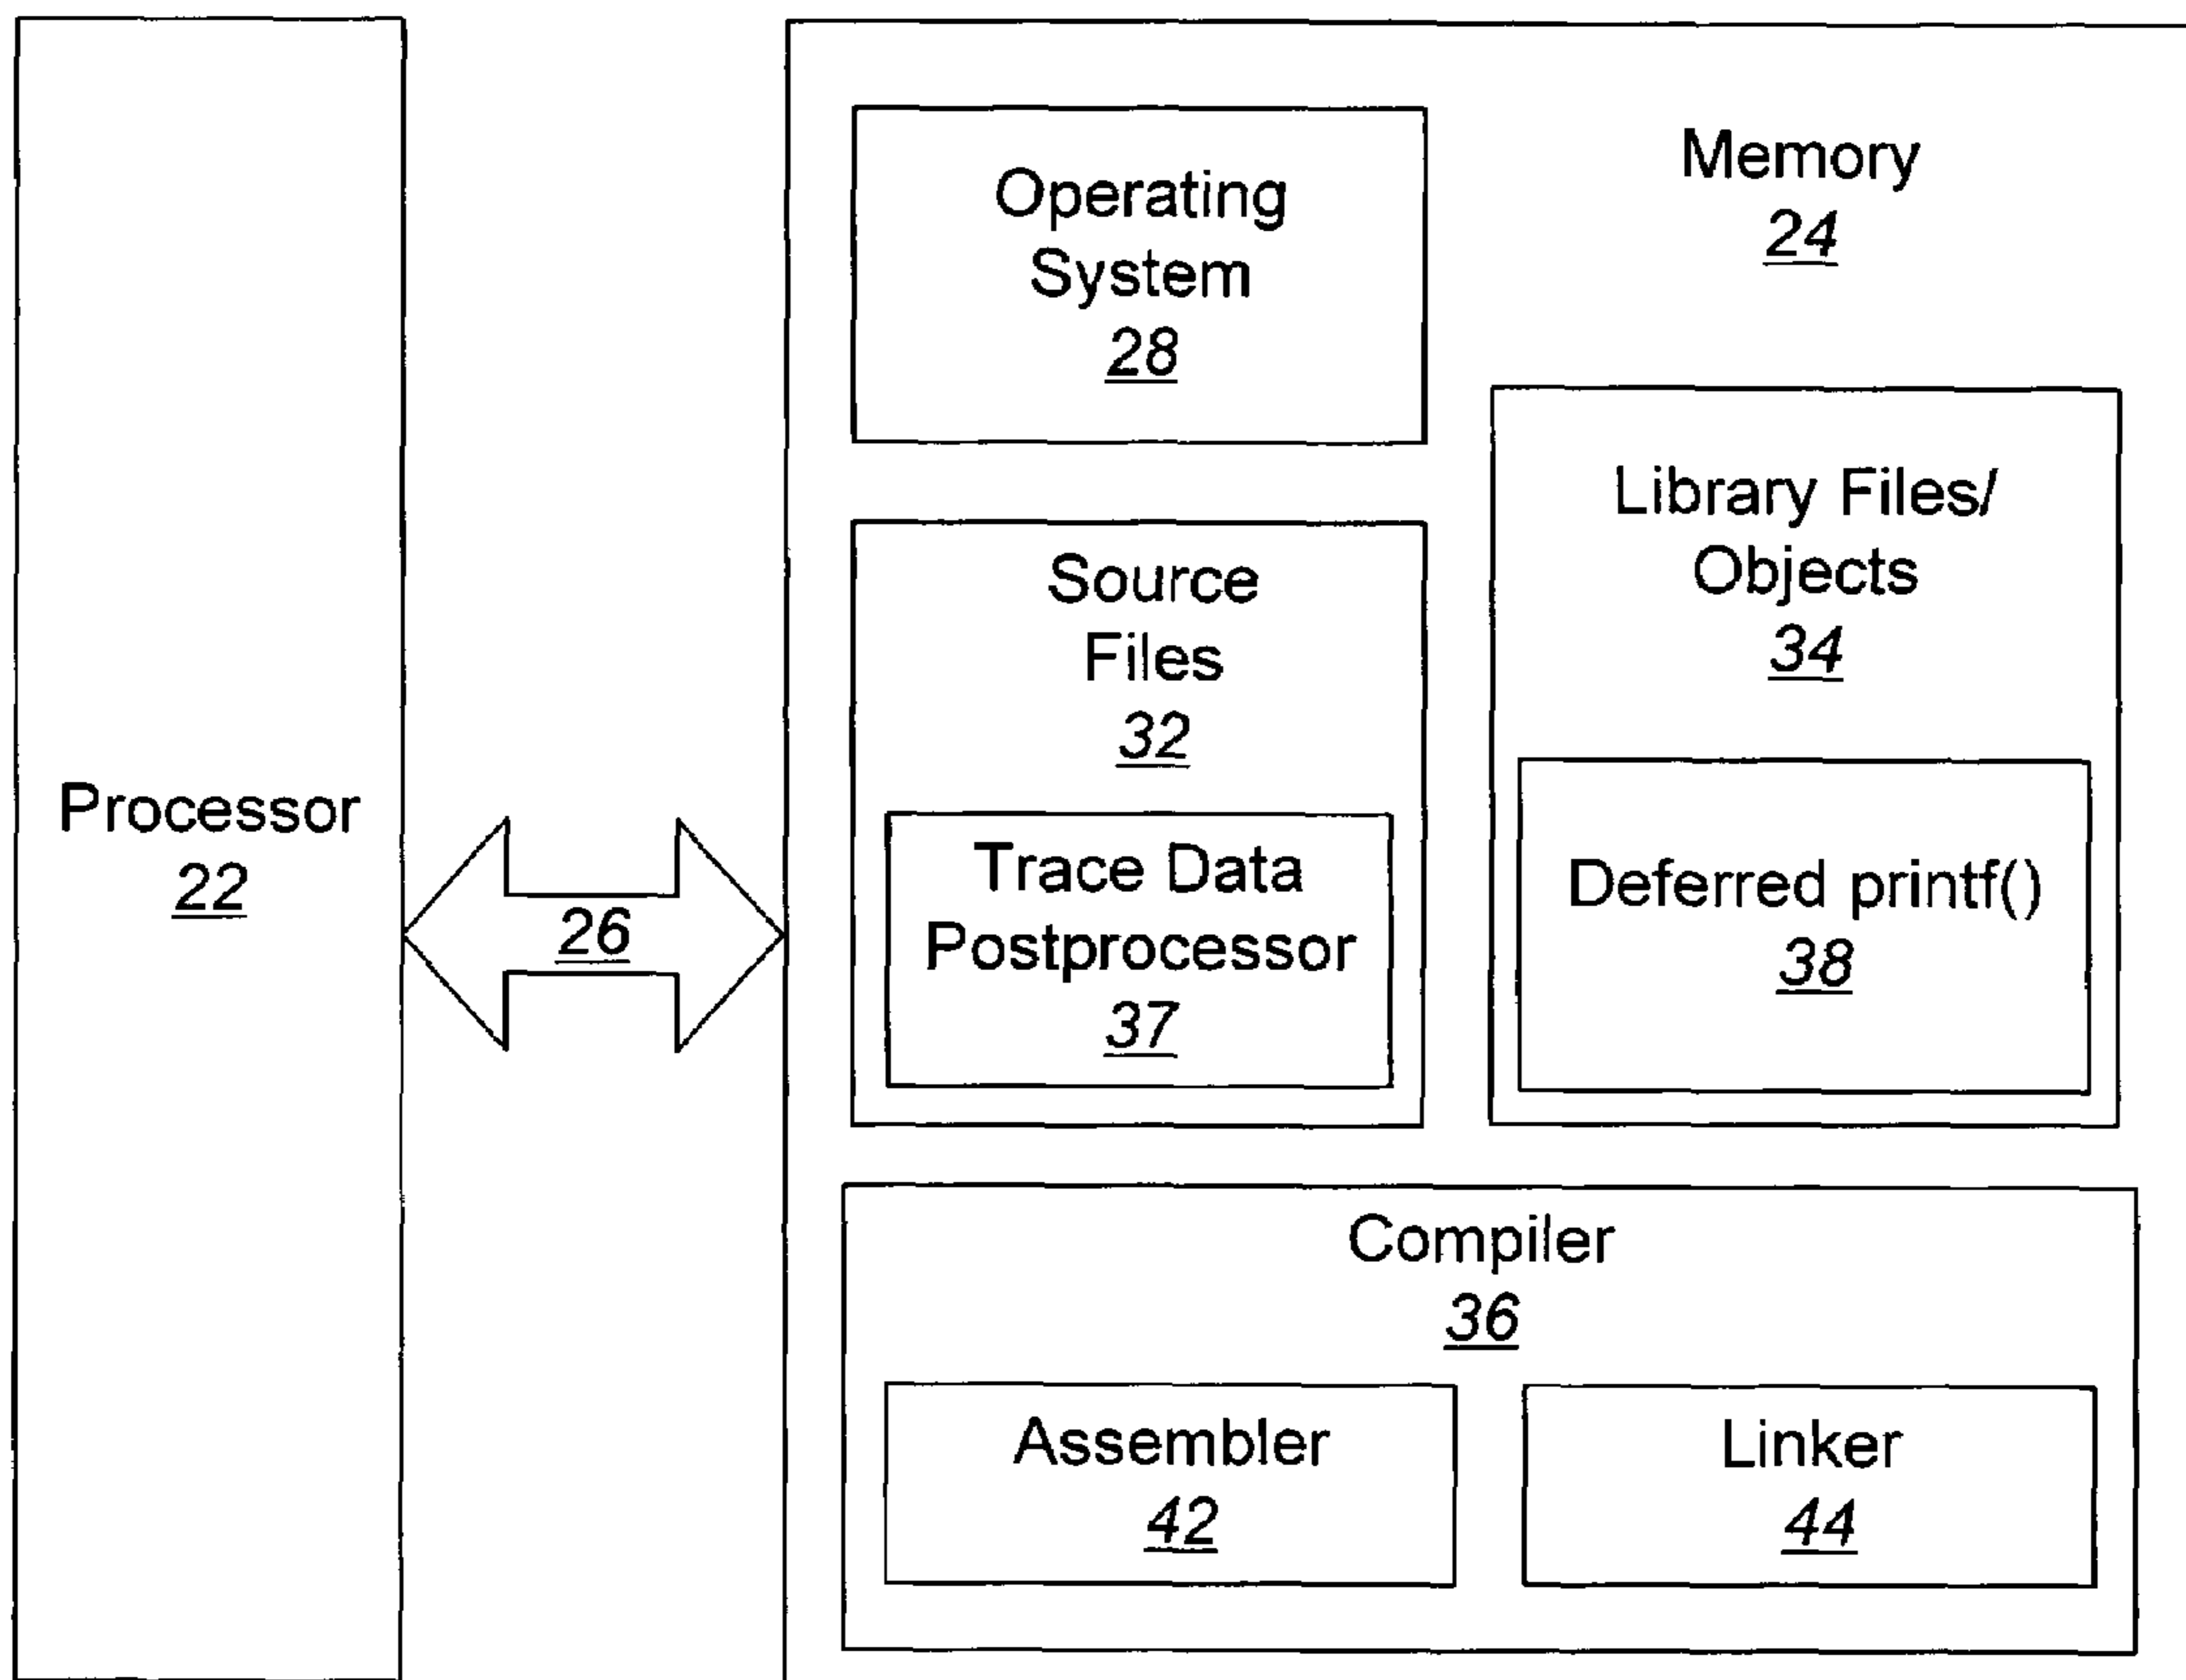 Processor
22
26
Memory
24
Operating
System
28
Source
Files
32
Trace Data
Postprocessor
37
Library Files/
Objects
34
Deferred printf()
38
Compiler
36
Assembler
42
Linker
44